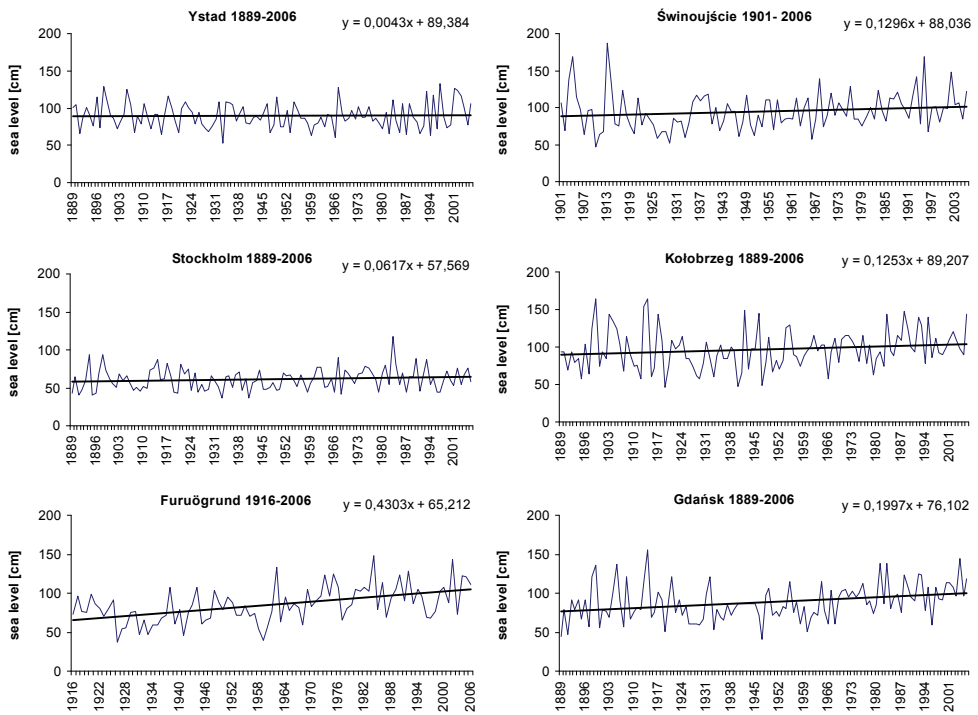 Ystad 1889-2006
y = 0,0043x + 89,384
sea level [cm]
200
150
100
50
0
1889 1896 1903 1910 1917 1924 1931 1938 1945 1952 1959 1966 1973 1980 1987 1994 2001
Świnoujście 1901- 2006
y = 0,1296x + 88,036
sea level [cm]
200
150
100
50
0
1901 1907 1913 1919 1925 1931 1937 1943 1949 1955 1961 1967 1973 1979 1985 1991 1997 2003
Stockholm 1889-2006
y = 0,0617x + 57,569
sea level [cm]
200
150
100
50
0
1889 1896 1903 1910 1917 1924 1931 1938 1945 1952 1959 1966 1973 1980 1987 1994 2001
Kołobrzeg 1889-2006
y = 0,1253x + 89,207
sea level [cm]
200
150
100
50
0
1889 1896 1903 1910 1917 1924 1931 1938 1945 1952 1959 1966 1973 1980 1987 1994 2001
Furuögrund 1916-2006
y = 0,4303x + 65,212
sea level [cm]
200
150
100
50
0
1916 1922 1928 1934 1940 1946 1952 1958 1964 1970 1976 1982 1988 1994 2000 2006
Gdańsk 1889-2006
y = 0,1997x + 76,102
sea level [cm]
200
150
100
50
0
1889 1896 1903 1910 1917 1924 1931 1938 1945 1952 1959 1966 1973 1980 1987 1994 2001